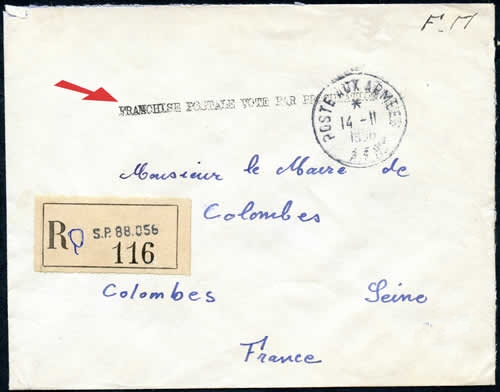 F.M
FRANCHISE POSTALE VOTE PAR
POSTE AUX ARMEES
*
14 - 11
A.F.N.
Monsieur le Maire de
Colombes
R S.P. 88.056
116
Colombes Seine
France